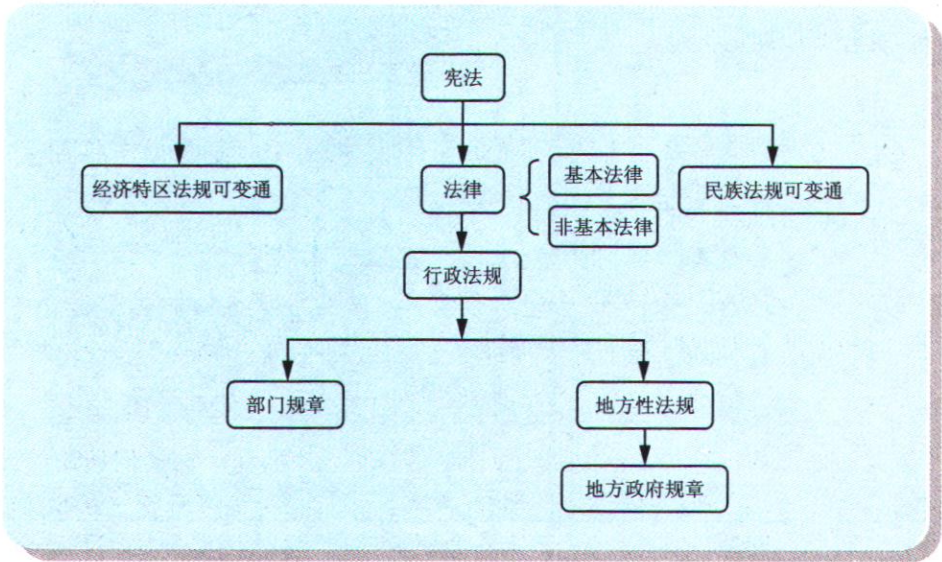 宪法
经济特区法规可变通
法律
基本法律
非基本法律
民族法规可变通
行政法规
部门规章
地方性法规
地方政府规章